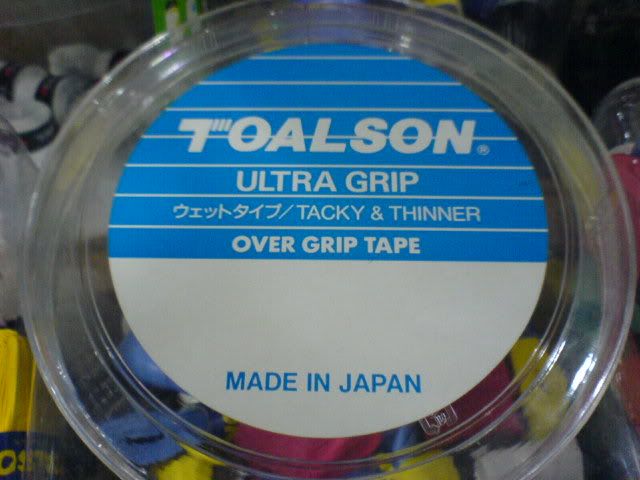 TOALSON®
ULTRA GRIP
ウェットタイプ/TACKY & THINNER
OVER GRIP TAPE
MADE IN JAPAN